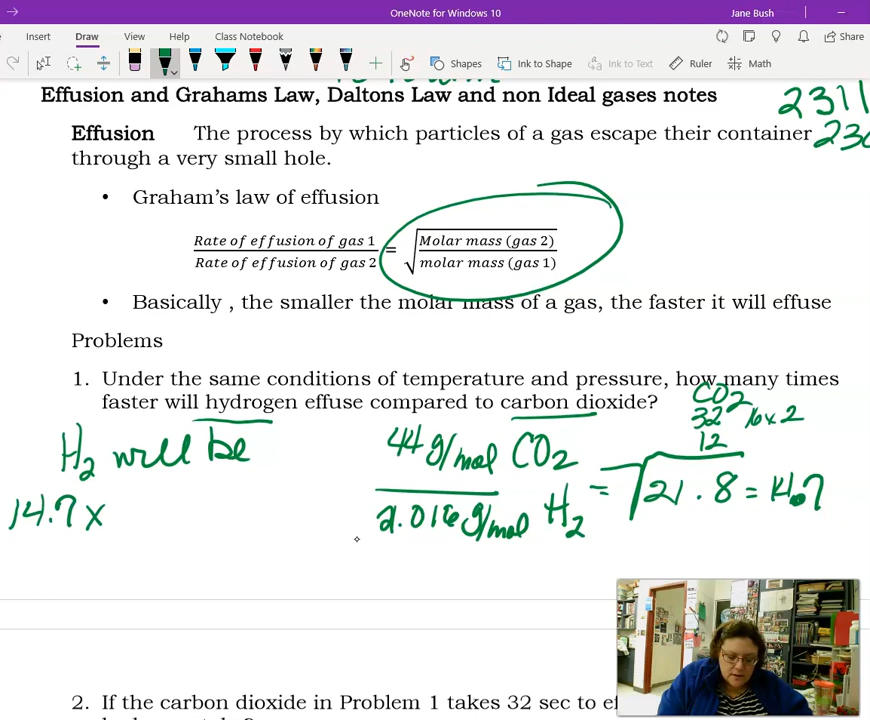 OneNote for Windows 10 Jane Bush
Insert Draw View Help Class Notebook Share
Shapes Ink to Shape Ink to Text Ruler Math
Effusion and Grahams Law, Daltons Law and non Ideal gases notes
2311
Effusion The process by which particles of a gas escape their container
230
through a very small hole.
• Graham's law of effusion
Rate of effusion of gas 1 Molar mass (gas 2)
= √
Rate of effusion of gas 2 molar mass (gas 1)
• Basically , the smaller the molar mass of a gas, the faster it will effuse
Problems
1. Under the same conditions of temperature and pressure, how many times
faster will hydrogen effuse compared to carbon dioxide?
CO2
32 16x2
12
H2 will be
14.7 x
44 g/mol CO2
2.016 g/mol H2
= √21.8 = 14.7
2. If the carbon dioxide in Problem 1 takes 32 sec to